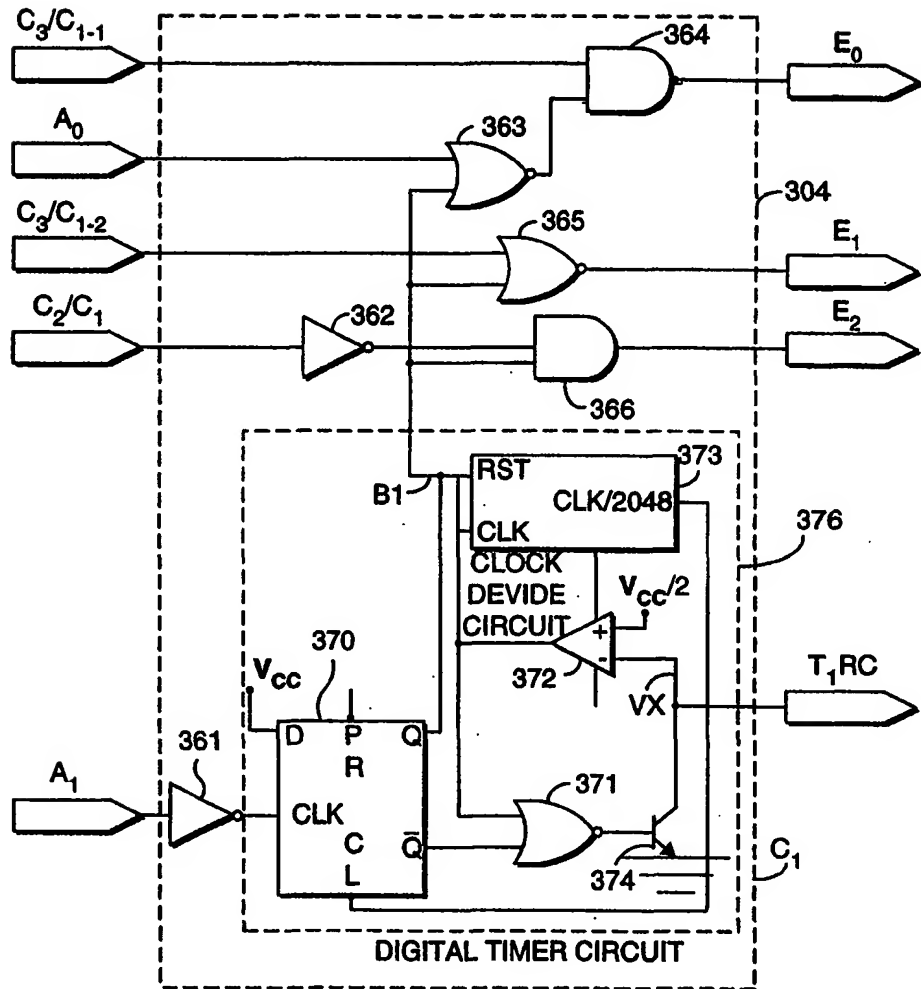 C₃/C₁₋₁
364
E₀
A₀
363
304
C₃/C₁₋₂
365
E₁
C₂/C₁
362
E₂
366
B1
RST
373
CLK/2048
CLK
376
CLOCK
DEVIDE
CIRCUIT
V_CC/2
+
-
372
370
V_CC
VX
T₁RC
D
P
R
Q
361
A₁
CLK
371
C
L
Q̅
374
C₁
DIGITAL TIMER CIRCUIT